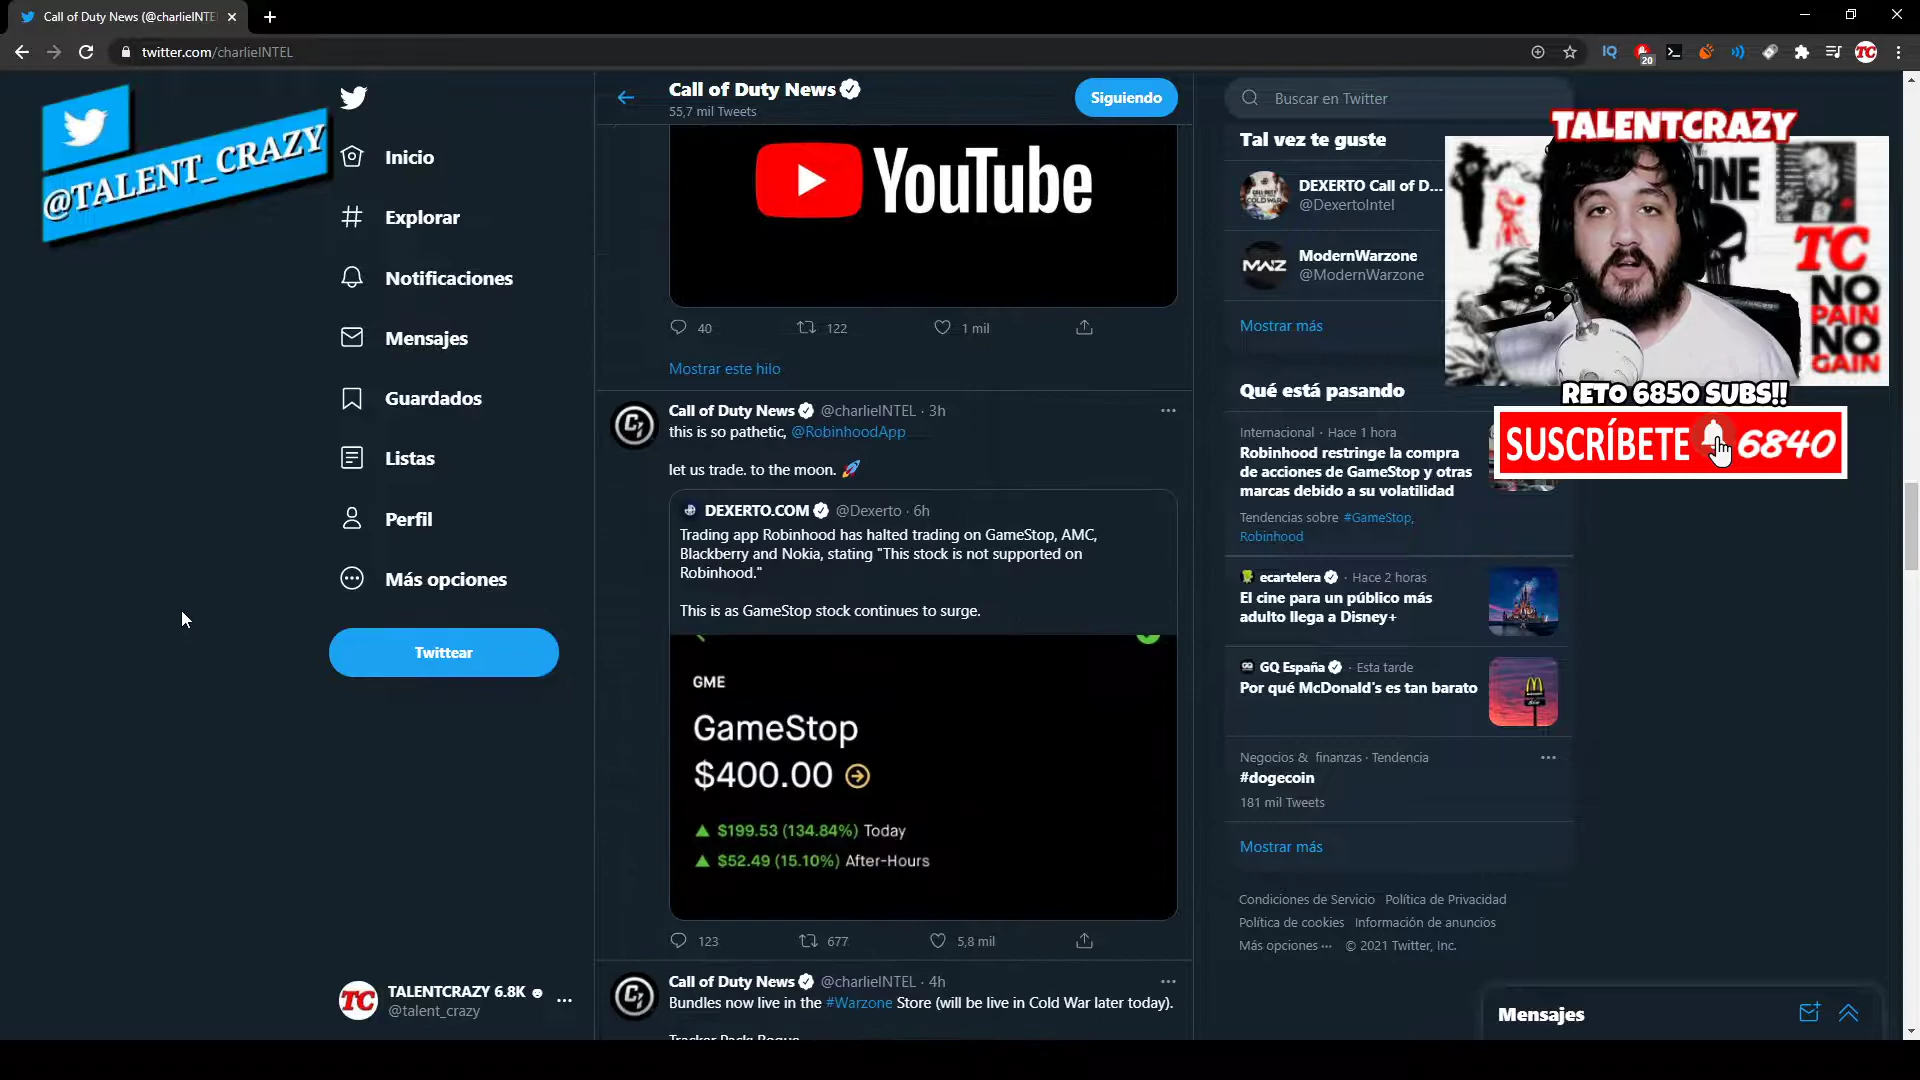 Call of Duty News (@charlieINTE
twitter.com/charlieINTEL
20
TC
@TALENT_CRAZY
Inicio
Explorar
Notificaciones
Mensajes
Guardados
Listas
Perfil
Más opciones
Twittear
TALENTCRAZY 6.8K
@talent_crazy
TC
Call of Duty News
55,7 mil Tweets
Siguiendo
YouTube
40
122
1 mil
Mostrar este hilo
Call of Duty News @charlieINTEL · 3h
this is so pathetic, @RobinhoodApp
let us trade. to the moon. 🚀
DEXERTO.COM @Dexerto · 6h
Trading app Robinhood has halted trading on GameStop, AMC,
Blackberry and Nokia, stating "This stock is not supported on
Robinhood."
This is as GameStop stock continues to surge.
GME
GameStop
$400.00
$199.53 (134.84%) Today
$52.49 (15.10%) After-Hours
123
677
5,8 mil
Call of Duty News @charlieINTEL · 4h
Bundles now live in the #Warzone Store (will be live in Cold War later today).
Tracker Pack: Rogue
Buscar en Twitter
Tal vez te guste
DEXERTO Call of D...
@DexertoIntel
MWZ
ModernWarzone
@ModernWarzone
Mostrar más
Qué está pasando
Internacional · Hace 1 hora
Robinhood restringe la compra
de acciones de GameStop y otras
marcas debido a su volatilidad
Tendencias sobre #GameStop,
Robinhood
ecartelera · Hace 2 horas
El cine para un público más
adulto llega a Disney+
GQ España · Esta tarde
Por qué McDonald's es tan barato
Negocios & finanzas · Tendencia
#dogecoin
181 mil Tweets
Mostrar más
Condiciones de Servicio Política de Privacidad
Política de cookies Información de anuncios
Más opciones ··· © 2021 Twitter, Inc.
Mensajes
TALENTCRAZY
ONE
TC
NO
PAIN
NO
GAIN
RETO 6850 SUBS!!
SUSCRÍBETE 6840